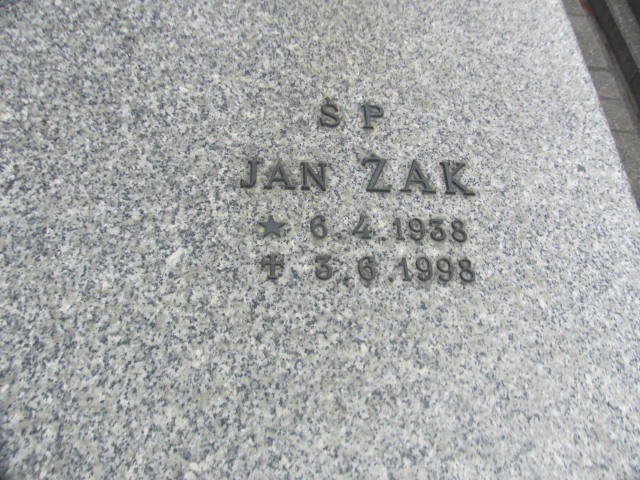 Ś P
JAN ŻAK
★ 6.4.1938
✝ 3.6.1998